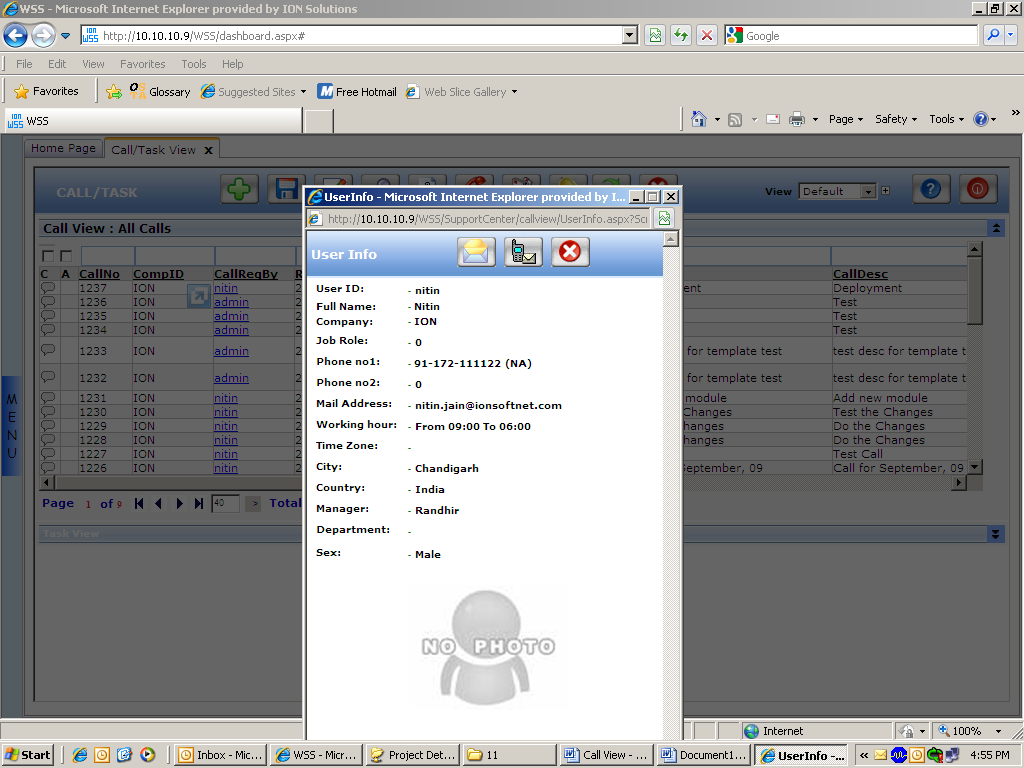 WSS - Microsoft Internet Explorer provided by ION Solutions
ION WSS http://10.10.10.9/WSS/dashboard.aspx# Google
File Edit View Favorites Tools Help
Favorites Glossary Suggested Sites Free Hotmail Web Slice Gallery
ION WSS WSS Page Safety Tools
Home Page Call/Task View X
CALL/TASK View Default
Call View : All Calls
C A CallNo CompID CallReqBy R CallDesc
1237 ION nitin 2 ent Deployment
1236 ION admin 2 Test
1235 ION admin 2 Test
1234 ION admin 2 Test
1233 ION admin 2 for template test test desc for template t
1232 ION admin 2 for template test test desc for template t
1231 ION nitin 2 module Add new module
1230 ION nitin 2 Changes Test the Changes
1229 ION nitin 2 hanges Do the Changes
1228 ION nitin 2 hanges Do the Changes
1227 ION nitin 2 Test Call
1226 ION nitin 2 September, 09 Call for September, 09
Page 1 of 9 40 > Total
Task View
MENU
UserInfo - Microsoft Internet Explorer provided by I...
http://10.10.10.9/WSS/SupportCenter/callview/UserInfo.aspx?Scr
User Info
User ID: - nitin
Full Name: - Nitin
Company: - ION
Job Role: - 0
Phone no1: - 91-172-111122 (NA)
Phone no2: - 0
Mail Address: - nitin.jain@ionsoftnet.com
Working hour: - From 09:00 To 06:00
Time Zone: -
City: - Chandigarh
Country: - India
Manager: - Randhir
Department: -
Sex: - Male
NO PHOTO
Internet 100%
Start Inbox - Mic... WSS - Micr... Project Det... 11 Call View - ... Document1... UserInfo -... « 4:55 PM